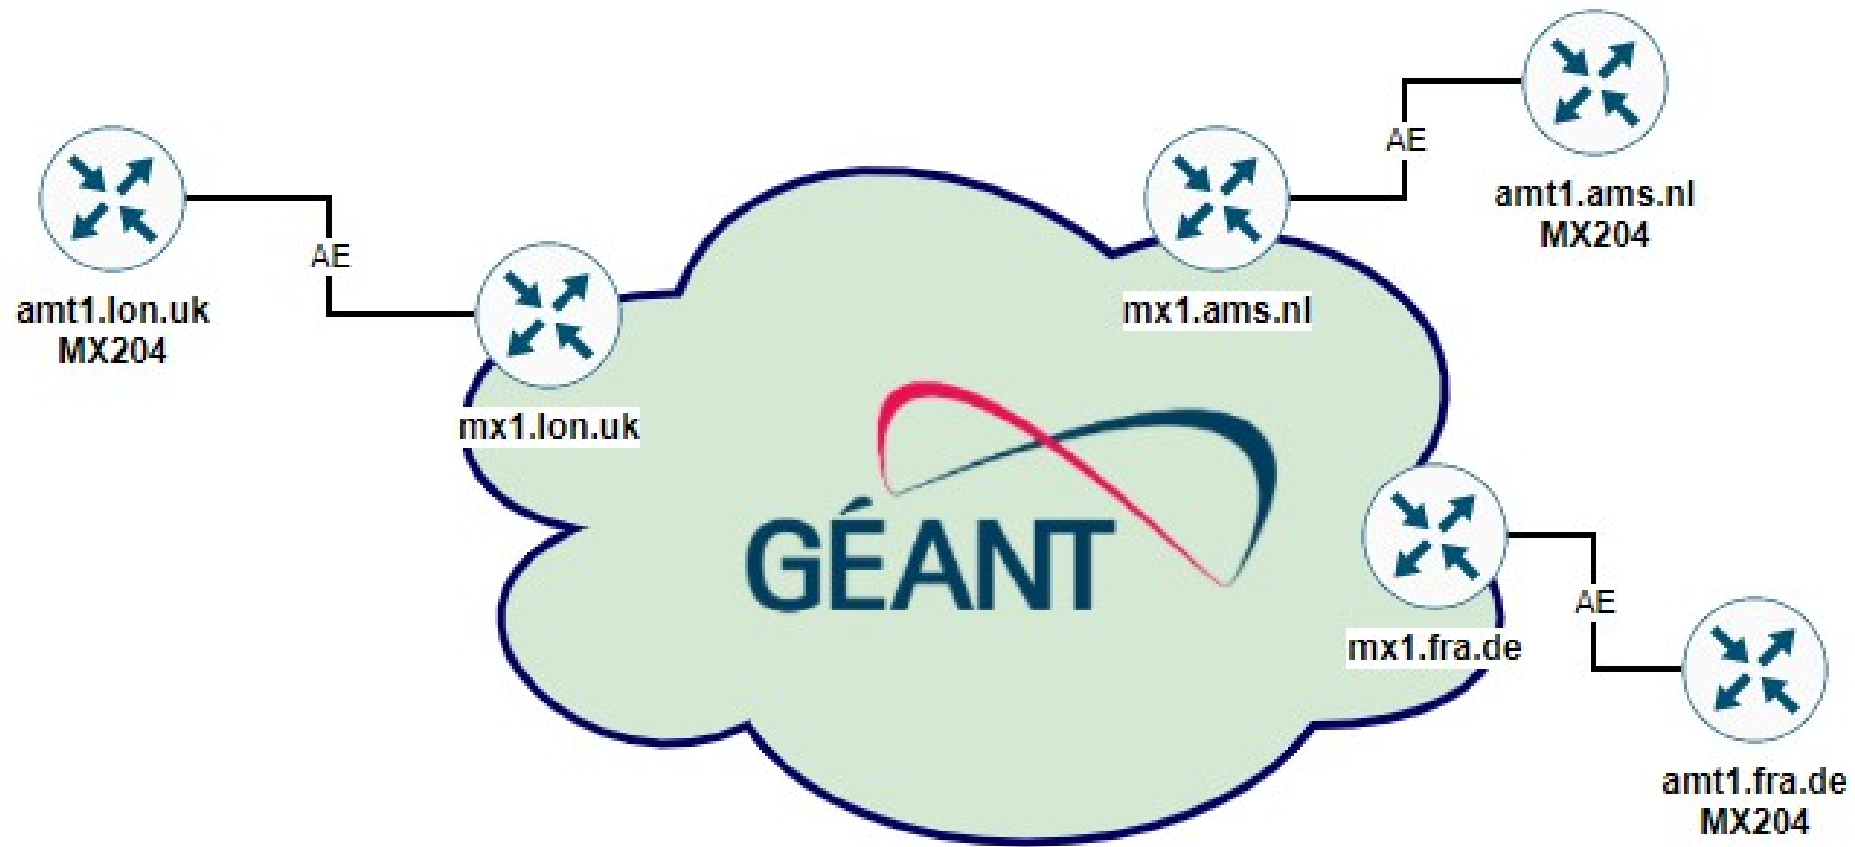 amt1.lon.uk
MX204
AE
mx1.lon.uk
mx1.ams.nl
AE
amt1.ams.nl
MX204
GÉANT
mx1.fra.de
AE
amt1.fra.de
MX204